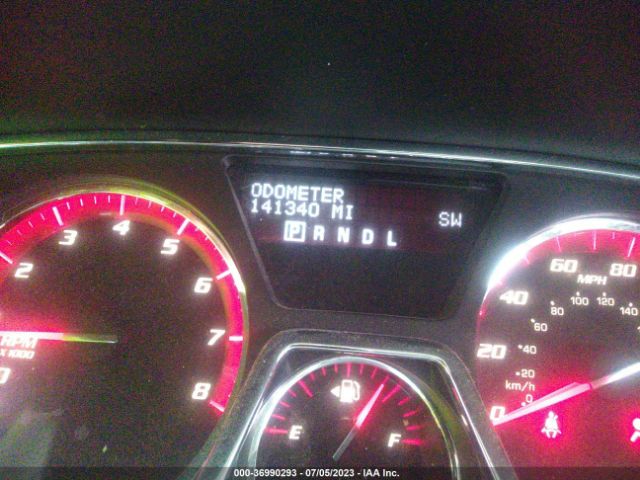 ODOMETER
141340 MI
SW
P R N D L
2 3 4 5 6 7 8
RPM
X 1000
0
E F
0 20 40 60 80
MPH
0 20 40 60 80 100 120 140
km/h
000-36990293 - 07/05/2023 - IAA Inc.